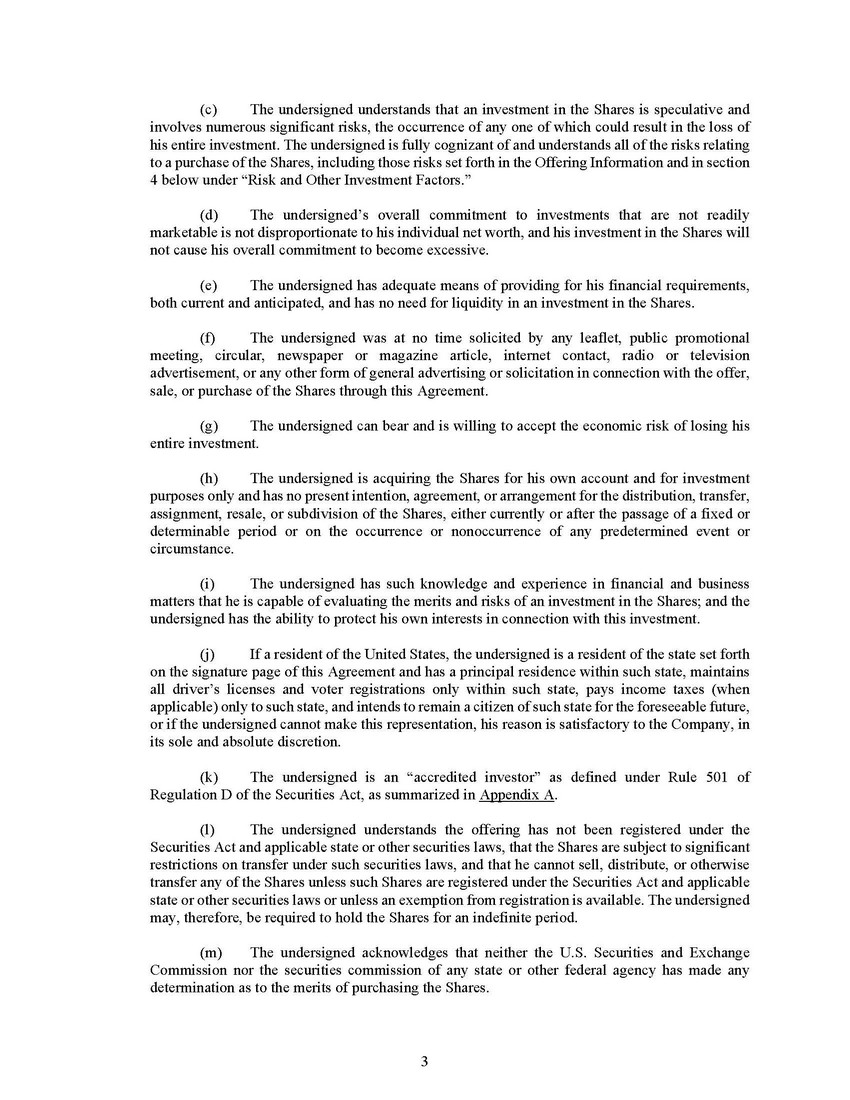 (c) The undersigned understands that an investment in the Shares is speculative and
involves numerous significant risks, the occurrence of any one of which could result in the loss of
his entire investment. The undersigned is fully cognizant of and understands all of the risks relating
to a purchase of the Shares, including those risks set forth in the Offering Information and in section
4 below under “Risk and Other Investment Factors.”
(d) The undersigned’s overall commitment to investments that are not readily
marketable is not disproportionate to his individual net worth, and his investment in the Shares will
not cause his overall commitment to become excessive.
(e) The undersigned has adequate means of providing for his financial requirements,
both current and anticipated, and has no need for liquidity in an investment in the Shares.
(f) The undersigned was at no time solicited by any leaflet, public promotional
meeting, circular, newspaper or magazine article, internet contact, radio or television
advertisement, or any other form of general advertising or solicitation in connection with the offer,
sale, or purchase of the Shares through this Agreement.
(g) The undersigned can bear and is willing to accept the economic risk of losing his
entire investment.
(h) The undersigned is acquiring the Shares for his own account and for investment
purposes only and has no present intention, agreement, or arrangement for the distribution, transfer,
assignment, resale, or subdivision of the Shares, either currently or after the passage of a fixed or
determinable period or on the occurrence or nonoccurrence of any predetermined event or
circumstance.
(i) The undersigned has such knowledge and experience in financial and business
matters that he is capable of evaluating the merits and risks of an investment in the Shares; and the
undersigned has the ability to protect his own interests in connection with this investment.
(j) If a resident of the United States, the undersigned is a resident of the state set forth
on the signature page of this Agreement and has a principal residence within such state, maintains
all driver’s licenses and voter registrations only within such state, pays income taxes (when
applicable) only to such state, and intends to remain a citizen of such state for the foreseeable future,
or if the undersigned cannot make this representation, his reason is satisfactory to the Company, in
its sole and absolute discretion.
(k) The undersigned is an “accredited investor” as defined under Rule 501 of
Regulation D of the Securities Act, as summarized in Appendix A.
(l) The undersigned understands the offering has not been registered under the
Securities Act and applicable state or other securities laws, that the Shares are subject to significant
restrictions on transfer under such securities laws, and that he cannot sell, distribute, or otherwise
transfer any of the Shares unless such Shares are registered under the Securities Act and applicable
state or other securities laws or unless an exemption from registration is available. The undersigned
may, therefore, be required to hold the Shares for an indefinite period.
(m) The undersigned acknowledges that neither the U.S. Securities and Exchange
Commission nor the securities commission of any state or other federal agency has made any
determination as to the merits of purchasing the Shares.
3